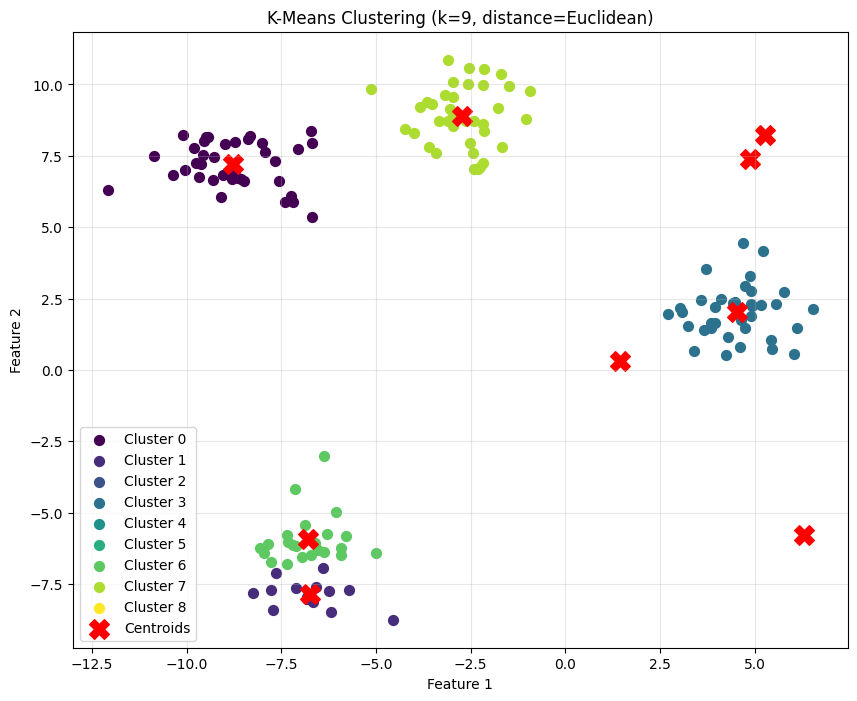 K-Means Clustering (k=9, distance=Euclidean)
10.0
7.5
5.0
2.5
0.0
−2.5
−5.0
−7.5
Feature 2
Cluster 0
Cluster 1
Cluster 2
Cluster 3
Cluster 4
Cluster 5
Cluster 6
Cluster 7
Cluster 8
Centroids
−12.5 −10.0 −7.5 −5.0 −2.5 0.0 2.5 5.0
Feature 1